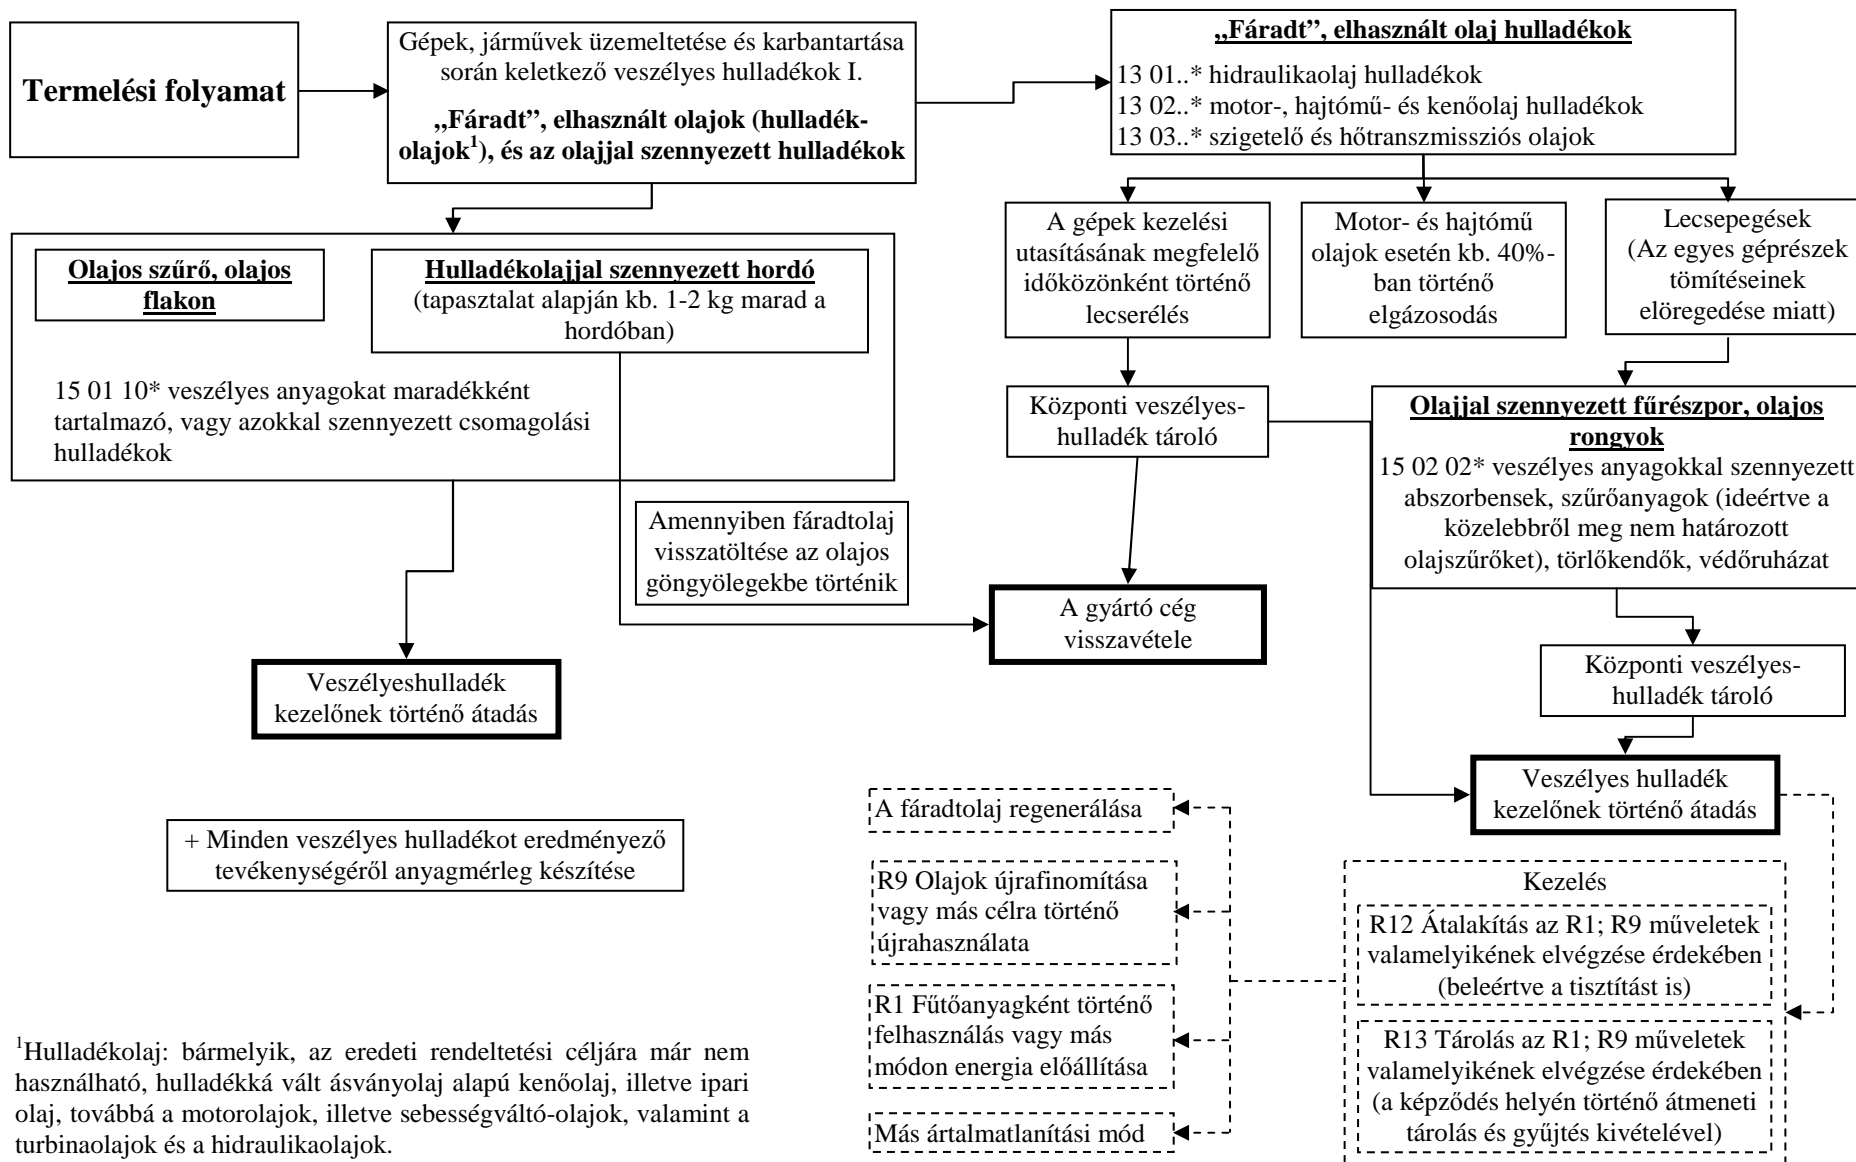 Termelési folyamat
Gépek, járművek üzemeltetése és karbantartása
során keletkező veszélyes hulladékok I.
„Fáradt”, elhasznált olajok (hulladék-
olajok¹), és az olajjal szennyezett hulladékok
„Fáradt”, elhasznált olaj hulladékok
13 01..* hidraulikaolaj hulladékok
13 02..* motor-, hajtómű- és kenőolaj hulladékok
13 03..* szigetelő és hőtranszmissziós olajok
Olajos szűrő, olajos
flakon
Hulladékolajjal szennyezett hordó
(tapasztalat alapján kb. 1-2 kg marad a
hordóban)
15 01 10* veszélyes anyagokat maradékként
tartalmazó, vagy azokkal szennyezett csomagolási
hulladékok
A gépek kezelési
utasításának megfelelő
időközönként történő
lecserélés
Motor- és hajtómű
olajok esetén kb. 40%-
ban történő
elgázosodás
Lecsepegések
(Az egyes géprészek
tömítéseinek
elöregedése miatt)
Központi veszélyes-
hulladék tároló
Olajjal szennyezett fűrészpor, olajos
rongyok
15 02 02* veszélyes anyagokkal szennyezett
abszorbensek, szűrőanyagok (ideértve a
közelebbről meg nem határozott
olajszűrőket), törlőkendők, védőruházat
Amennyiben fáradtolaj
visszatöltése az olajos
göngyölegekbe történik
A gyártó cég
visszavétele
Veszélyeshulladék
kezelőnek történő átadás
Központi veszélyes-
hulladék tároló
Veszélyes hulladék
kezelőnek történő átadás
+ Minden veszélyes hulladékot eredményező
tevékenységéről anyagmérleg készítése
A fáradtolaj regenerálása
R9 Olajok újrafinomítása
vagy más célra történő
újrahasználata
R1 Fűtőanyagként történő
felhasználás vagy más
módon energia előállítása
Más ártalmatlanítási mód
Kezelés
R12 Átalakítás az R1; R9 műveletek
valamelyikének elvégzése érdekében
(beleértve a tisztítást is)
R13 Tárolás az R1; R9 műveletek
valamelyikének elvégzése érdekében
(a képződés helyén történő átmeneti
tárolás és gyűjtés kivételével)
¹Hulladékolaj: bármelyik, az eredeti rendeltetési céljára már nem
használható, hulladékká vált ásványolaj alapú kenőolaj, illetve ipari
olaj, továbbá a motorolajok, illetve sebességváltó-olajok, valamint a
turbinaolajok és a hidraulikaolajok.